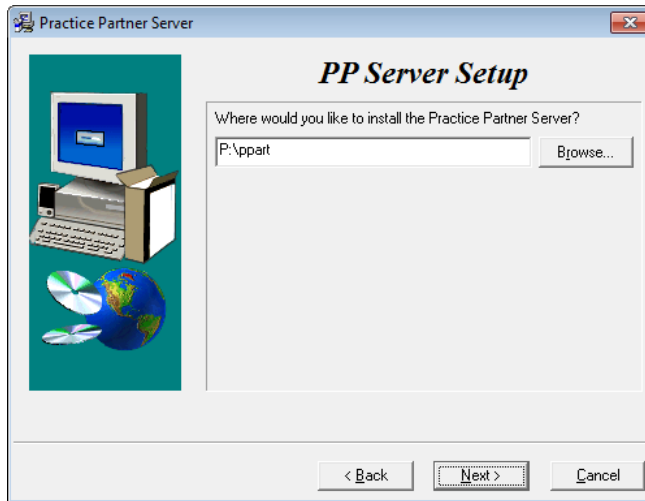 Practice Partner Server
PP Server Setup
Where would you like to install the Practice Partner Server?
P:\ppart
Browse...
< Back
Next >
Cancel